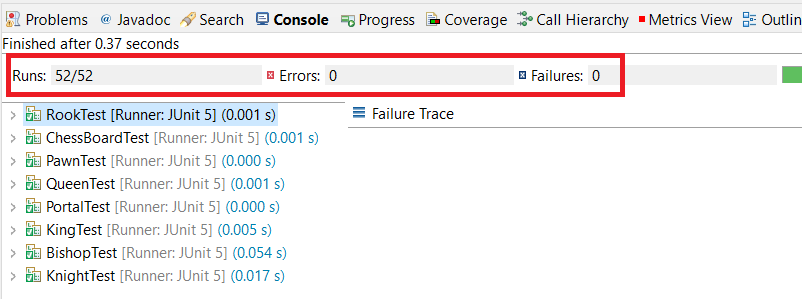 Problems @ Javadoc Search Console Progress Coverage Call Hierarchy Metrics View Outlin
Finished after 0.37 seconds
Runs: 52/52 Errors: 0 Failures: 0
RookTest [Runner: JUnit 5] (0.001 s) Failure Trace
ChessBoardTest [Runner: JUnit 5] (0.001 s)
PawnTest [Runner: JUnit 5] (0.000 s)
QueenTest [Runner: JUnit 5] (0.001 s)
PortalTest [Runner: JUnit 5] (0.000 s)
KingTest [Runner: JUnit 5] (0.005 s)
BishopTest [Runner: JUnit 5] (0.054 s)
KnightTest [Runner: JUnit 5] (0.017 s)